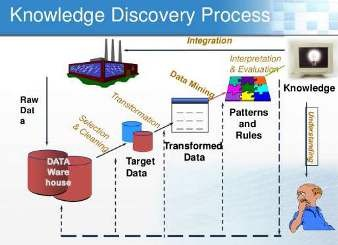 Knowledge Discovery Process
Integration
Interpretation
& Evaluation
Data Mining
Knowledge
Raw
Dat
a
Transformation
Selection
& Cleaning
Understanding
Patterns
and
Rules
Transformed
Data
Target
Data
DATA
Ware
house